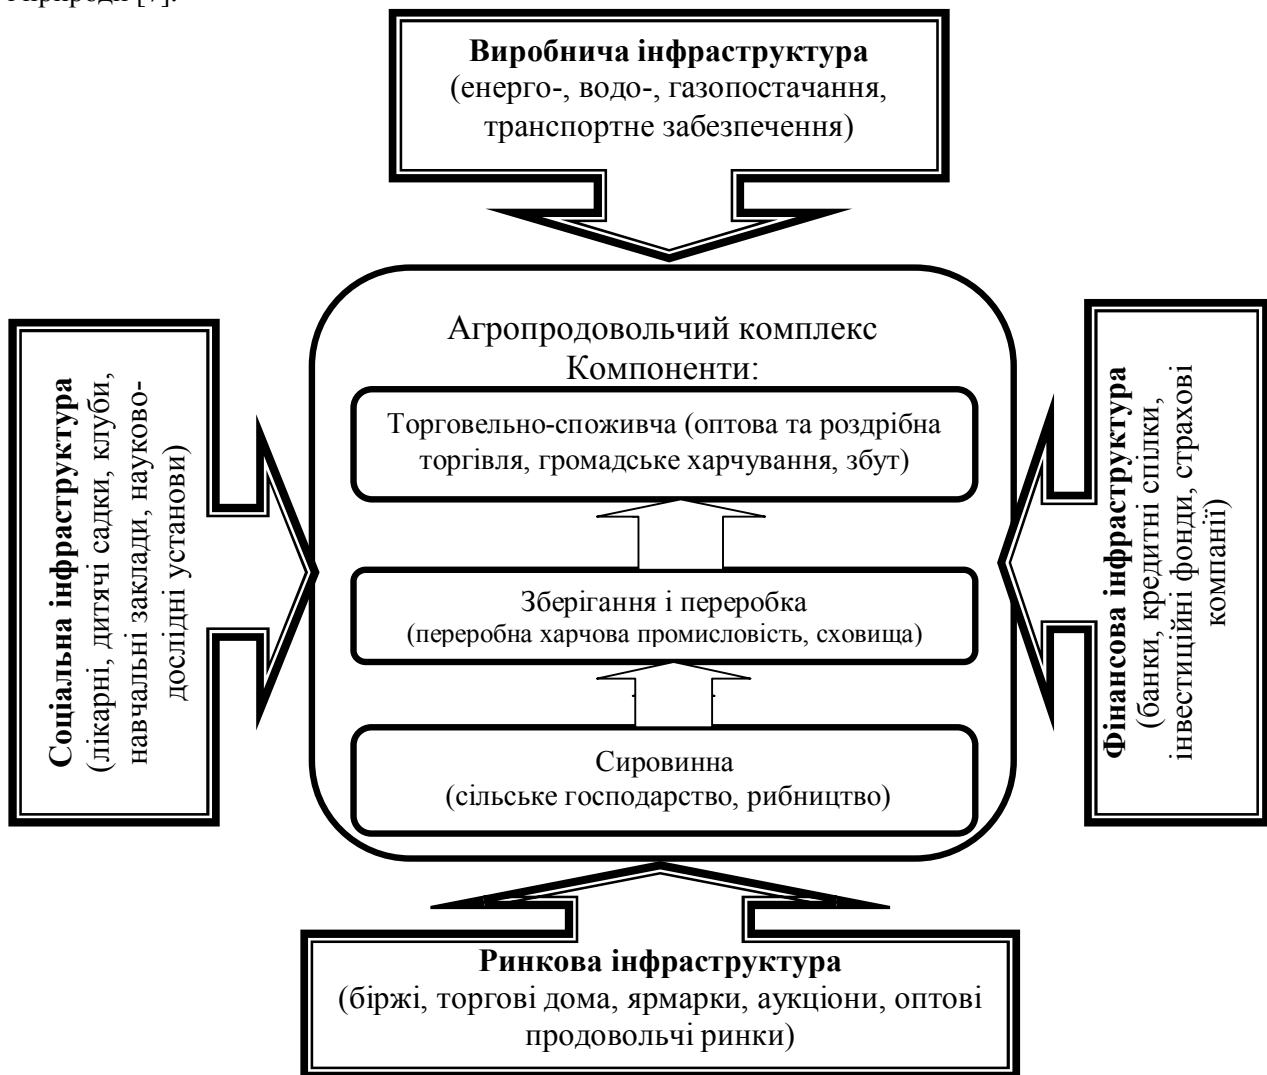 Виробнича інфраструктура
(енерго-, водо-, газопостачання,
транспортне забезпечення)
Соціальна інфраструктура
(лікарні, дитячі садки, клуби,
навчальні заклади, науково-
дослідні установи)
Агропродовольчий комплекс
Компоненти:
Торговельно-споживча (оптова та роздрібна
торгівля, громадське харчування, збут)
Зберігання і переробка
(переробна харчова промисловість, сховища)
Сировинна
(сільське господарство, рибництво)
Фінансова інфраструктура
(банки, кредитні спілки,
інвестиційні фонди, страхові
компанії)
Ринкова інфраструктура
(біржі, торгові дома, ярмарки, аукціони, оптові
продовольчі ринки)